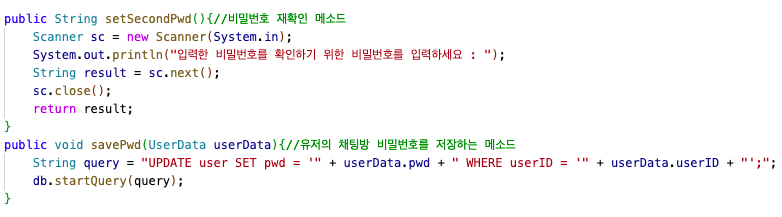 public String setSecondPwd(){//비밀번호 재확인 메소드
    Scanner sc = new Scanner(System.in);
    System.out.println("입력한 비밀번호를 확인하기 위한 비밀번호를 입력하세요 : ");
    String result = sc.next();
    sc.close();
    return result;
}
public void savePwd(UserData userData){//유저의 채팅방 비밀번호를 저장하는 메소드
    String query = "UPDATE user SET pwd = '" + userData.pwd + " WHERE userID = '" + userData.userID + "';";
    db.startQuery(query);
}